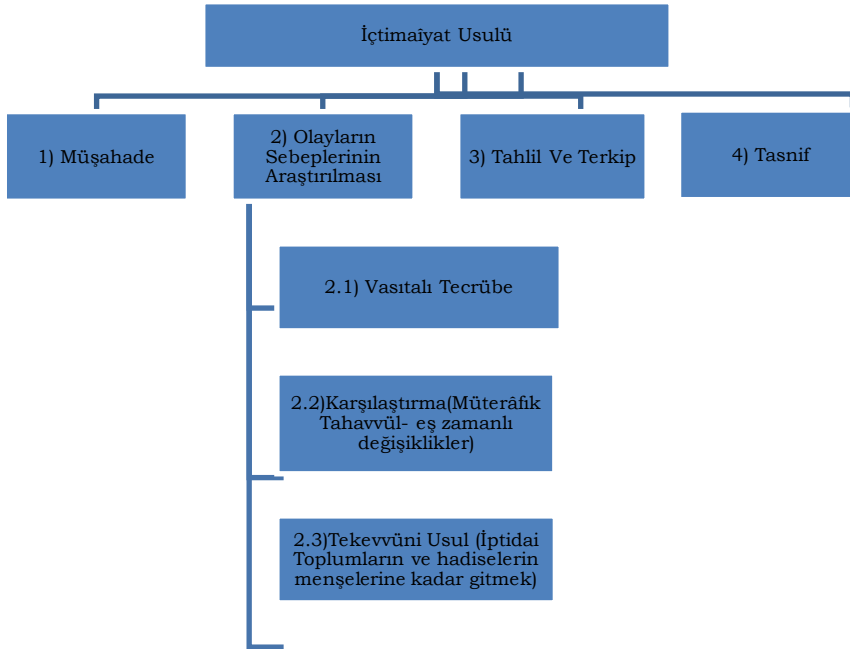 İçtimaîyat Usulü
1) Müşahade
2) Olayların
Sebeplerinin
Araştırılması
3) Tahlil Ve Terkip
4) Tasnif
2.1) Vasıtalı Tecrübe
2.2)Karşılaştırma(Müterâfık
Tahavvül- eş zamanlı
değişiklikler)
2.3)Tekevvüni Usul (İptidai
Toplumların ve hadiselerin
menşelerine kadar gitmek)